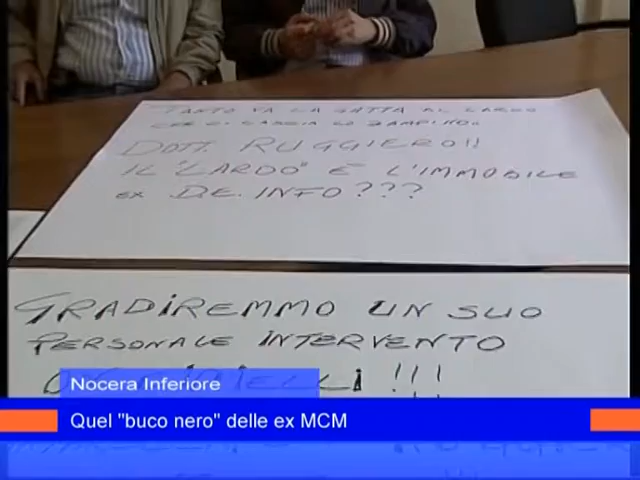 TANTO VA LA GATTA AL LARDO
CHE CI LASCIA LO ZAMPINO..
DOTT. RUGGIERO!!
IL "LARDO" È L'IMMOBILE
EX DE.INFO???
GRADIREMMO UN SUO
PERSONALE INTERVENTO
!!!
Nocera Inferiore
Quel "buco nero" delle ex MCM